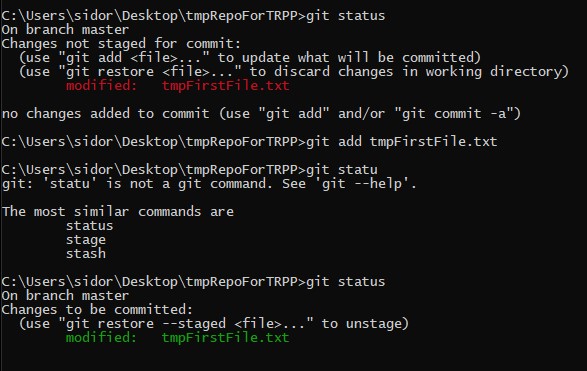 C:\Users\sidor\Desktop\tmpRepoForTRPP>git status
On branch master
Changes not staged for commit:
  (use "git add <file>..." to update what will be committed)
  (use "git restore <file>..." to discard changes in working directory)
        modified:   tmpFirstFile.txt
no changes added to commit (use "git add" and/or "git commit -a")
C:\Users\sidor\Desktop\tmpRepoForTRPP>git add tmpFirstFile.txt
C:\Users\sidor\Desktop\tmpRepoForTRPP>git statu
git: 'statu' is not a git command. See 'git --help'.
The most similar commands are
        status
        stage
        stash
C:\Users\sidor\Desktop\tmpRepoForTRPP>git status
On branch master
Changes to be committed:
  (use "git restore --staged <file>..." to unstage)
        modified:   tmpFirstFile.txt